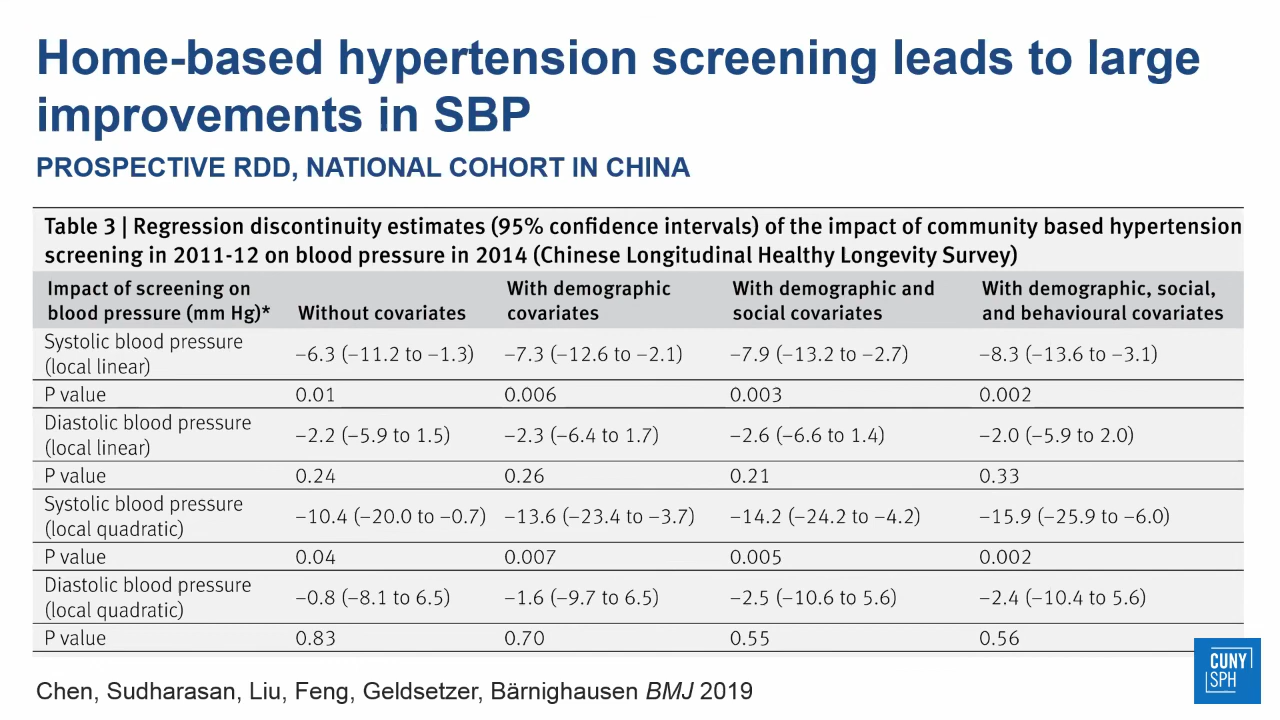 Home-based hypertension screening leads to large
improvements in SBP
PROSPECTIVE RDD, NATIONAL COHORT IN CHINA
Table 3 | Regression discontinuity estimates (95% confidence intervals) of the impact of community based hypertension
screening in 2011-12 on blood pressure in 2014 (Chinese Longitudinal Healthy Longevity Survey)
Impact of screening on
blood pressure (mm Hg)*
Without covariates
With demographic
covariates
With demographic and
social covariates
With demographic, social,
and behavioural covariates
Systolic blood pressure
(local linear)
−6.3 (−11.2 to −1.3)
−7.3 (−12.6 to −2.1)
−7.9 (−13.2 to −2.7)
−8.3 (−13.6 to −3.1)
P value
0.01
0.006
0.003
0.002
Diastolic blood pressure
(local linear)
−2.2 (−5.9 to 1.5)
−2.3 (−6.4 to 1.7)
−2.6 (−6.6 to 1.4)
−2.0 (−5.9 to 2.0)
P value
0.24
0.26
0.21
0.33
Systolic blood pressure
(local quadratic)
−10.4 (−20.0 to −0.7)
−13.6 (−23.4 to −3.7)
−14.2 (−24.2 to −4.2)
−15.9 (−25.9 to −6.0)
P value
0.04
0.007
0.005
0.002
Diastolic blood pressure
(local quadratic)
−0.8 (−8.1 to 6.5)
−1.6 (−9.7 to 6.5)
−2.5 (−10.6 to 5.6)
−2.4 (−10.4 to 5.6)
P value
0.83
0.70
0.55
0.56
Chen, Sudharasan, Liu, Feng, Geldsetzer, Bärnighausen BMJ 2019
CUNY
SPH